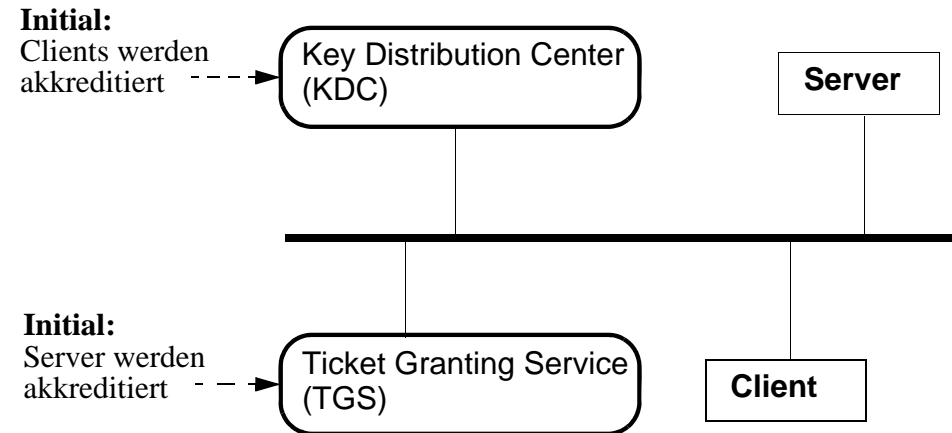 Initial:
Clients werden
akkreditiert
Key Distribution Center
(KDC)
Server
Initial:
Server werden
akkreditiert
Ticket Granting Service
(TGS)
Client